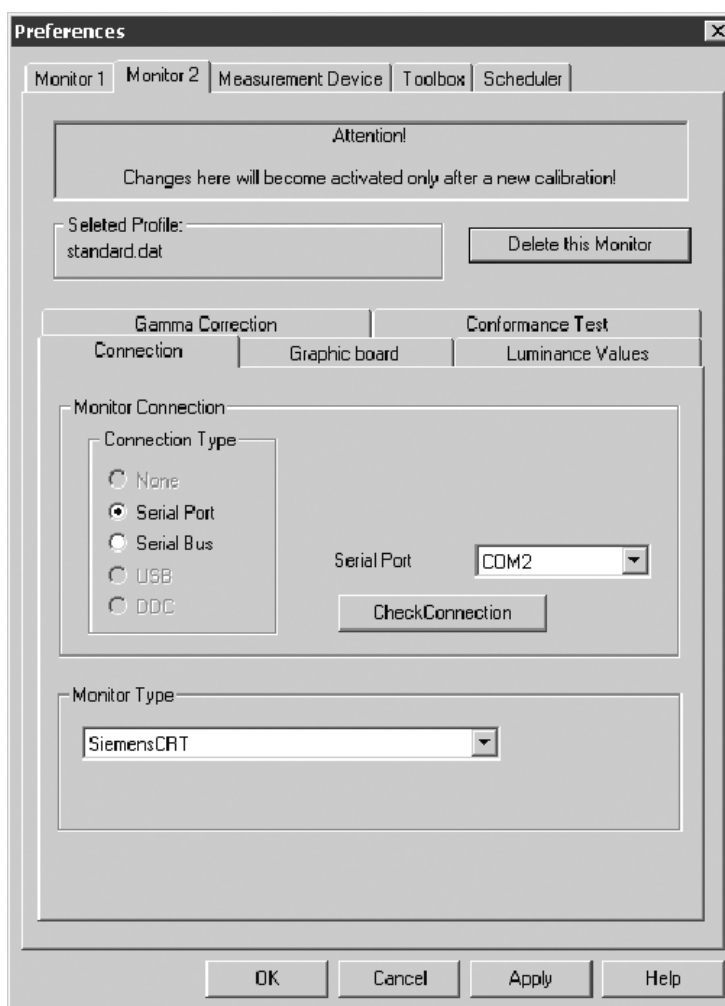 Preferences
Monitor 1 Monitor 2 Measurement Device Toolbox Scheduler
Attention!
Changes here will become activated only after a new calibration!
Seleted Profile:
standard.dat
Delete this Monitor
Gamma Correction Conformance Test
Connection Graphic board Luminance Values
Monitor Connection
Connection Type
None
Serial Port
Serial Bus
USB
DDC
Serial Port COM2
CheckConnection
Monitor Type
SiemensCRT
OK Cancel Apply Help